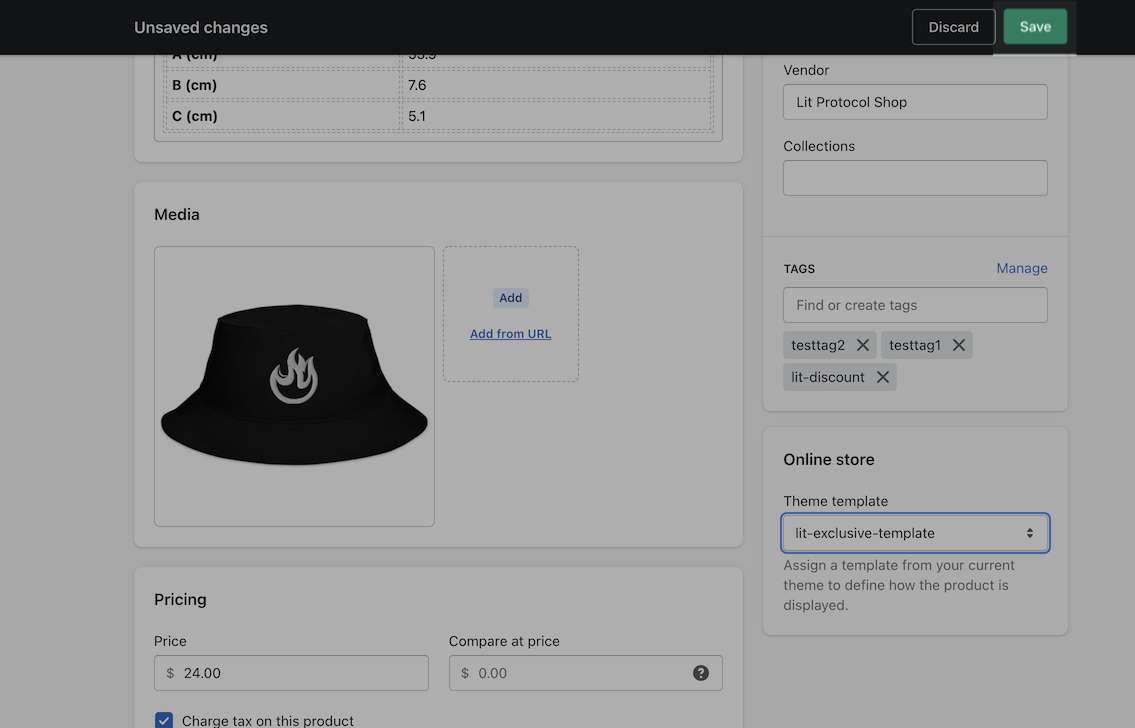 Unsaved changes
Discard
Save
A (cm)
B (cm) 7.6
C (cm) 5.1
Media
Add
Add from URL
Pricing
Price
$ 24.00
Compare at price
$ 0.00 ?
Charge tax on this product
Vendor
Lit Protocol Shop
Collections
TAGS
Manage
Find or create tags
testtag2
testtag1
lit-discount
Online store
Theme template
lit-exclusive-template
Assign a template from your current
theme to define how the product is
displayed.